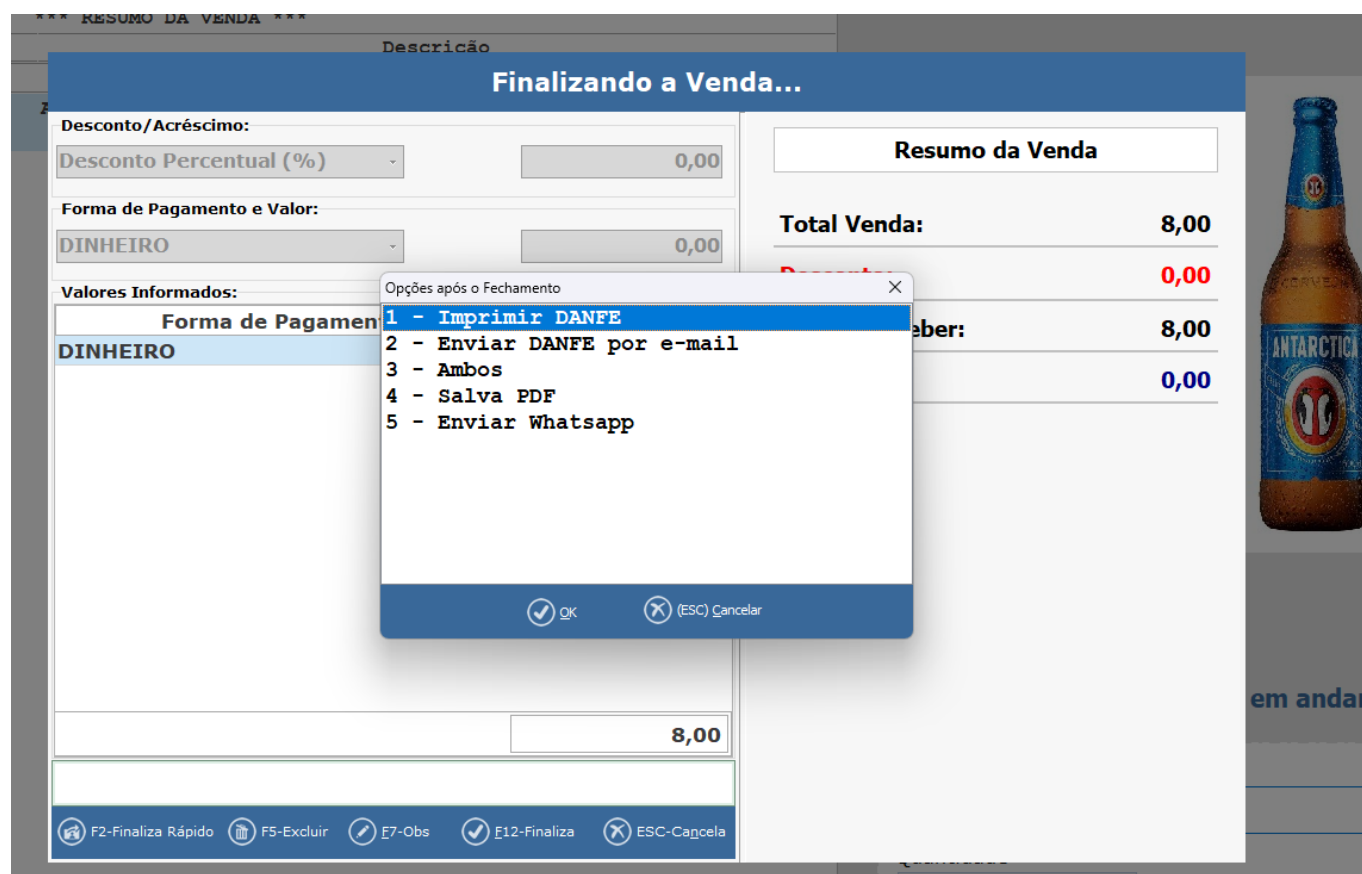 *** RESUMO DA VENDA ***
Descrição
Finalizando a Venda...
Desconto/Acréscimo:
Desconto Percentual (%)
0,00
Forma de Pagamento e Valor:
DINHEIRO
0,00
Valores Informados:
Forma de Pagamen
DINHEIRO
8,00
F2-Finaliza Rápido
F5-Excluir
F7-Obs
F12-Finaliza
ESC-Cancela
Resumo da Venda
Total Venda:
8,00
0,00
eber:
8,00
0,00
Opções após o Fechamento
1 - Imprimir DANFE
2 - Enviar DANFE por e-mail
3 - Ambos
4 - Salva PDF
5 - Enviar Whatsapp
OK
(ESC) Cancelar
ANTARCTICA
em andar